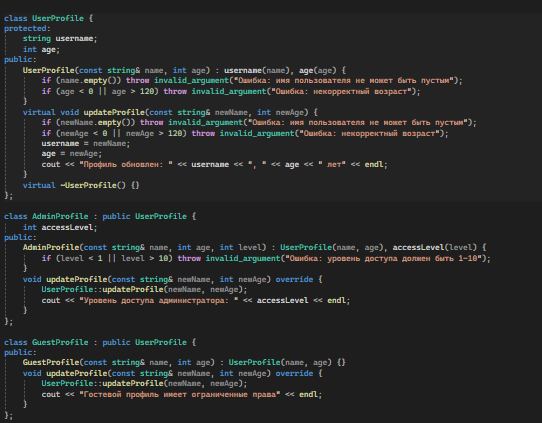 class UserProfile {
protected:
    string username;
    int age;
public:
    UserProfile(const string& name, int age) : username(name), age(age) {
        if (name.empty()) throw invalid_argument("Ошибка: имя пользователя не может быть пустым");
        if (age < 0 || age > 120) throw invalid_argument("Ошибка: некорректный возраст");
    }
    virtual void updateProfile(const string& newName, int newAge) {
        if (newName.empty()) throw invalid_argument("Ошибка: имя пользователя не может быть пустым");
        if (newAge < 0 || newAge > 120) throw invalid_argument("Ошибка: некорректный возраст");
        username = newName;
        age = newAge;
        cout << "Профиль обновлен: " << username << ", " << age << " лет" << endl;
    }
    virtual ~UserProfile() {}
};
class AdminProfile : public UserProfile {
    int accessLevel;
public:
    AdminProfile(const string& name, int age, int level) : UserProfile(name, age), accessLevel(level) {
        if (level < 1 || level > 10) throw invalid_argument("Ошибка: уровень доступа должен быть 1-10");
    }
    void updateProfile(const string& newName, int newAge) override {
        UserProfile::updateProfile(newName, newAge);
        cout << "Уровень доступа администратора: " << accessLevel << endl;
    }
};
class GuestProfile : public UserProfile {
public:
    GuestProfile(const string& name, int age) : UserProfile(name, age) {}
    void updateProfile(const string& newName, int newAge) override {
        UserProfile::updateProfile(newName, newAge);
        cout << "Гостевой профиль имеет ограниченные права" << endl;
    }
};